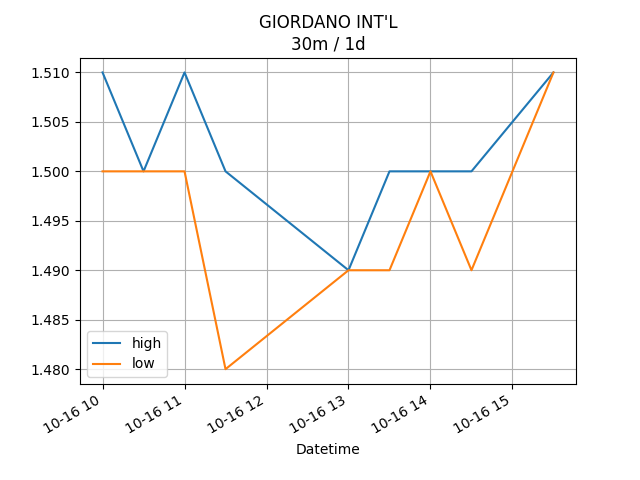 GIORDANO INT'L
30m / 1d
1.510
1.505
1.500
1.495
1.490
1.485
1.480
high
low
10-16 10
10-16 11
10-16 12
10-16 13
10-16 14
10-16 15
Datetime